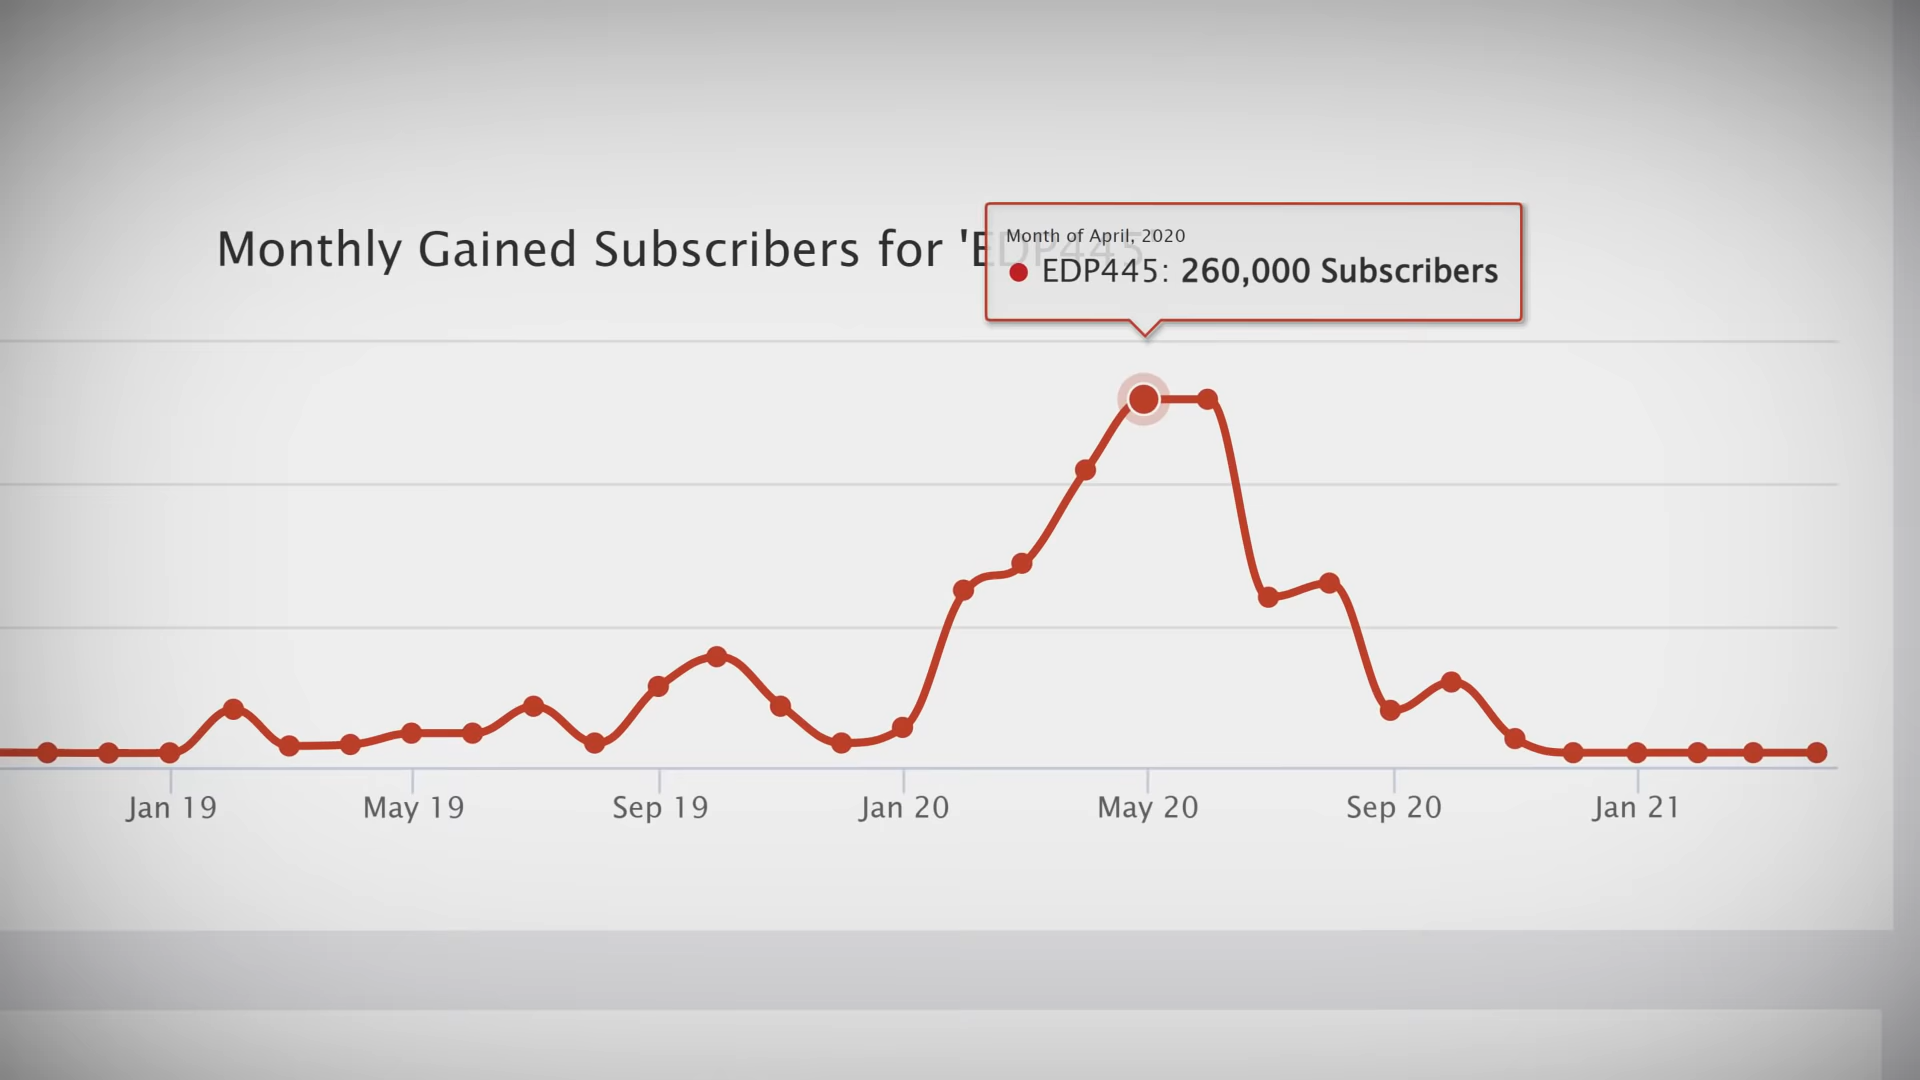 Monthly Gained Subscribers for 'EDP445'
Month of April, 2020
EDP445: 260,000 Subscribers
Jan 19
May 19
Sep 19
Jan 20
May 20
Sep 20
Jan 21